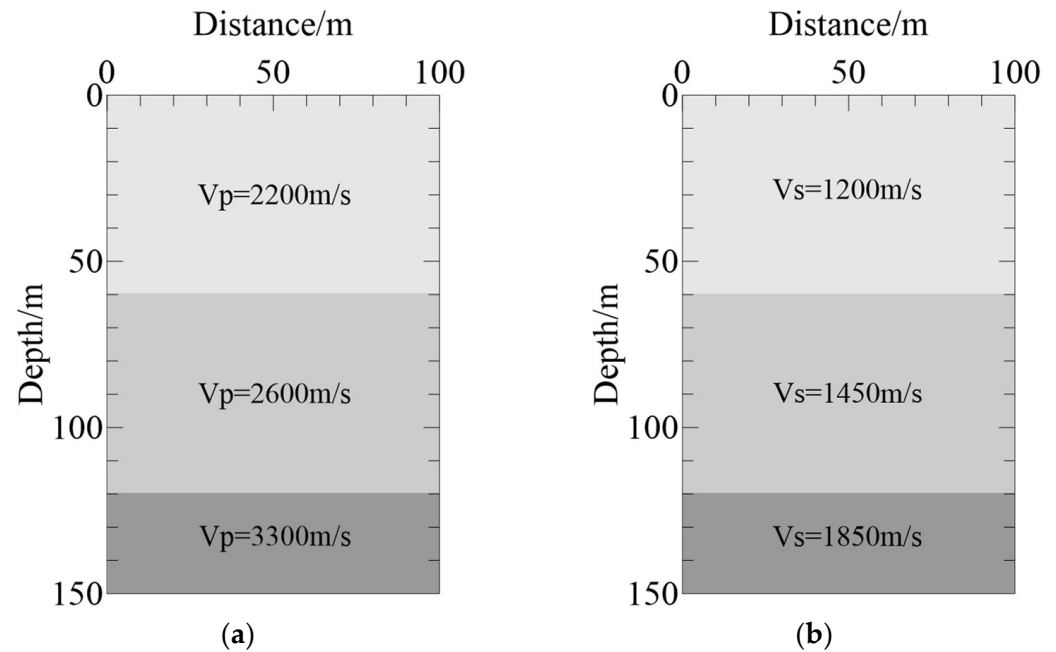 Distance/m
0 50 100
0
50
100
150
Depth/m
Vp=2200m/s
Vp=2600m/s
Vp=3300m/s
(a)
Distance/m
0 50 100
0
50
100
150
Depth/m
Vs=1200m/s
Vs=1450m/s
Vs=1850m/s
(b)